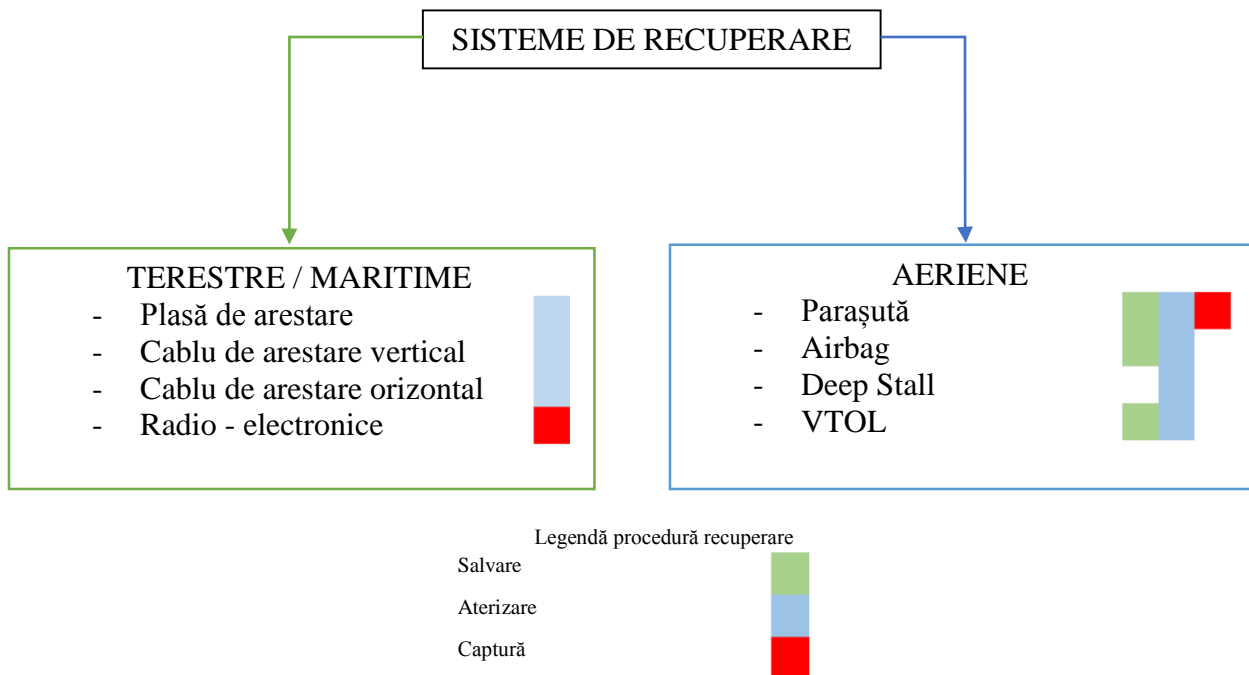 SISTEME DE RECUPERARE
TERESTRE / MARITIME
- Plasă de arestare
- Cablu de arestare vertical
- Cablu de arestare orizontal
- Radio - electronice
AERIENE
- Parașută
- Airbag
- Deep Stall
- VTOL
Legendă procedură recuperare
Salvare
Aterizare
Captură